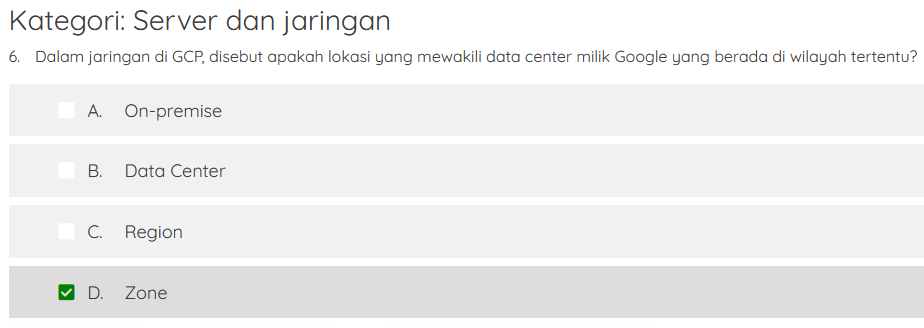 Kategori: Server dan jaringan
6. Dalam jaringan di GCP, disebut apakah lokasi yang mewakili data center milik Google yang berada di wilayah tertentu?
A. On-premise
B. Data Center
C. Region
D. Zone